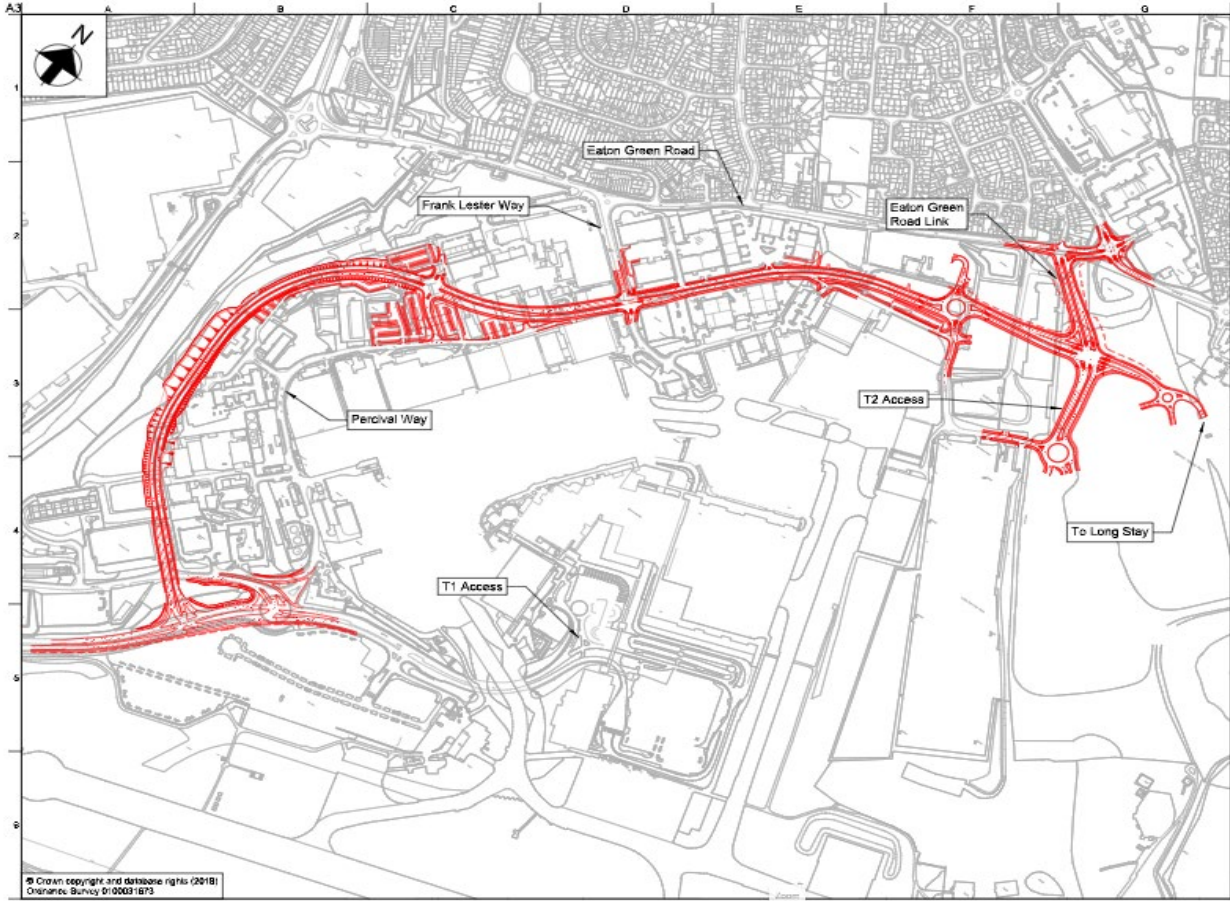 A3
A B C D E F G
N
1
Eaton Green Road
Frank Lester Way
Eaton Green
Road Link
2
3
T2 Access
Percival Way
4
To Long Stay
T1 Access
5
6
© Crown copyright and database rights (2018)
Ordnance Survey 0100031673
Zoom